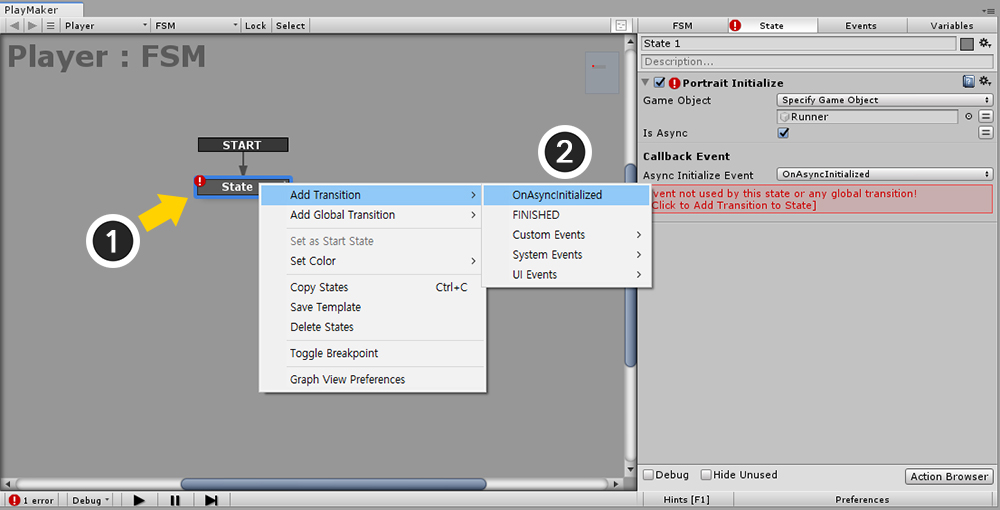 PlayMaker
Player FSM Lock Select
FSM State Events Variables
Player : FSM
State 1
Description...
Portrait Initialize
Game Object Specify Game Object
Runner
Is Async
Callback Event
Async Initialize Event OnAsyncInitialized
vent not used by this state or any global transition!
Click to Add Transition to State]
START
State
1
2
Add Transition
Add Global Transition
Set as Start State
Set Color
Copy States Ctrl+C
Save Template
Delete States
Toggle Breakpoint
Graph View Preferences
OnAsyncInitialized
FINISHED
Custom Events
System Events
UI Events
Debug Hide Unused Action Browser
1 error Debug
Hints [F1] Preferences